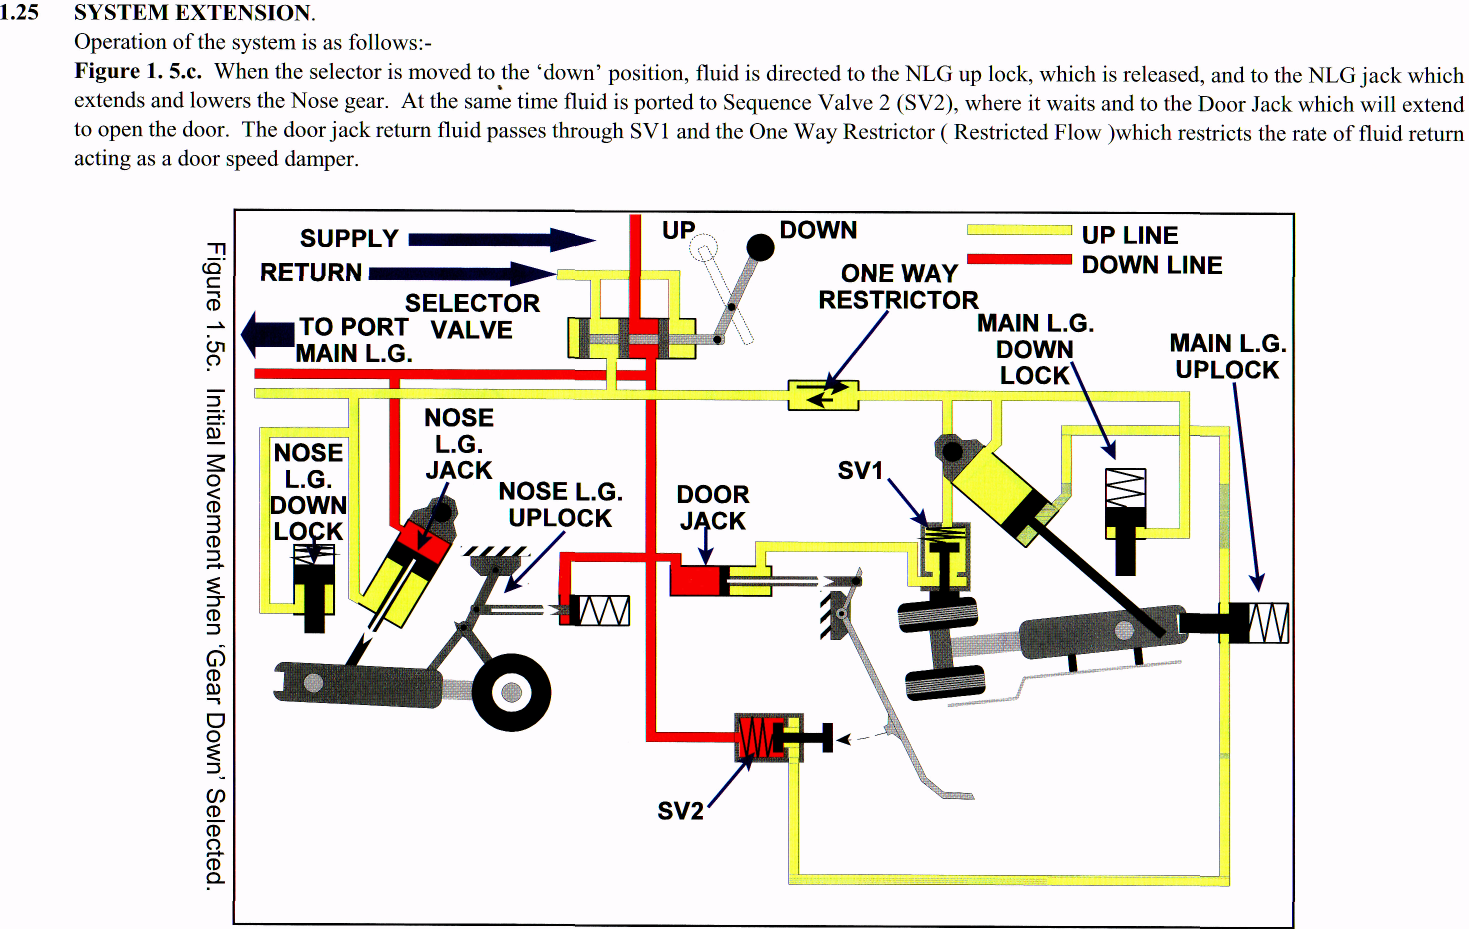 1.25 SYSTEM EXTENSION.
Operation of the system is as follows:-
Figure 1. 5.c. When the selector is moved to the ‘down’ position, fluid is directed to the NLG up lock, which is released, and to the NLG jack which
extends and lowers the Nose gear. At the same time fluid is ported to Sequence Valve 2 (SV2), where it waits and to the Door Jack which will extend
to open the door. The door jack return fluid passes through SV1 and the One Way Restrictor ( Restricted Flow )which restricts the rate of fluid return
acting as a door speed damper.
SUPPLY
RETURN
SELECTOR
VALVE
TO PORT
MAIN L.G.
UP
DOWN
UP LINE
DOWN LINE
ONE WAY
RESTRICTOR
MAIN L.G.
DOWN
LOCK
MAIN L.G.
UPLOCK
NOSE
L.G.
JACK
NOSE
L.G.
DOWN
LOCK
NOSE L.G.
UPLOCK
DOOR
JACK
SV1
SV2
Figure 1.5c. Initial Movement when ‘Gear Down’ Selected.